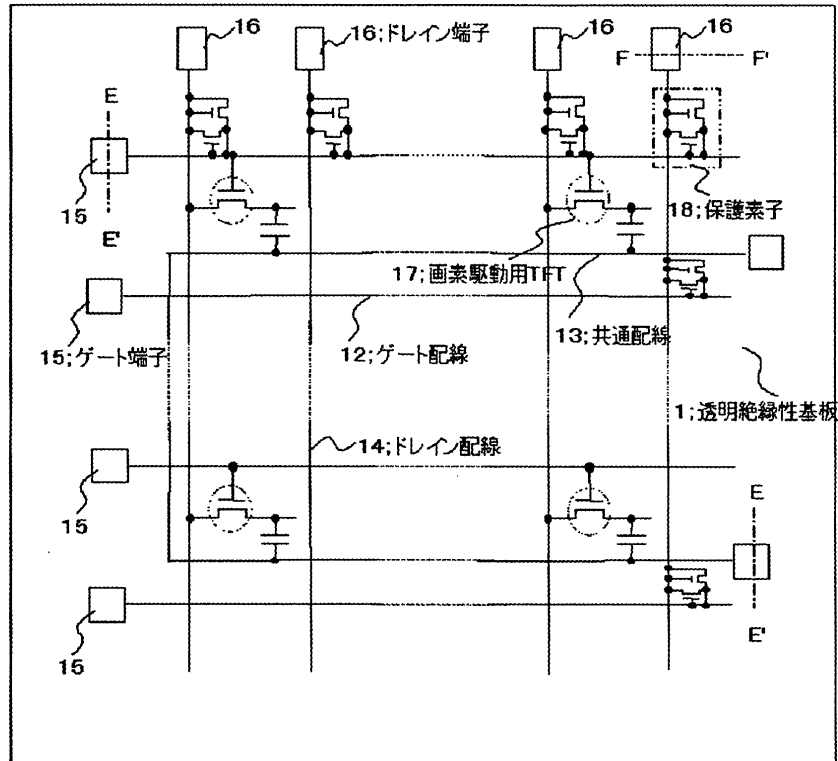 16
16;ドレイン端子
16
16
F
F'
E
15
E'
18;保護素子
17;画素駆動用TFT
13;共通配線
15;ゲート端子
12;ゲート配線
1;透明絶縁性基板
14;ドレイン配線
15
E
E'
15